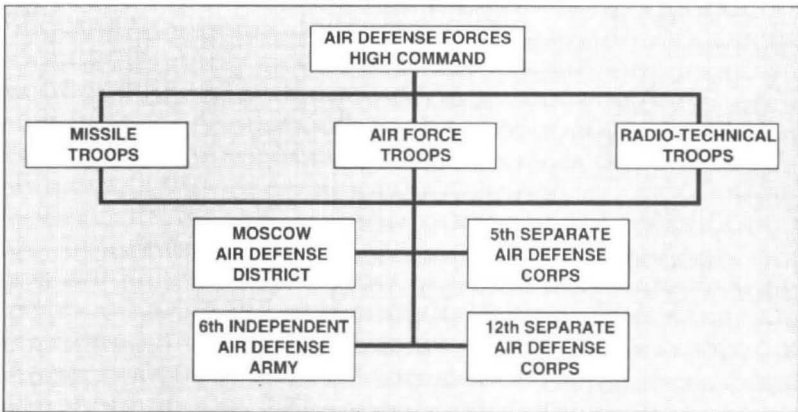 AIR DEFENSE FORCES
HIGH COMMAND
MISSILE
TROOPS
AIR FORCE
TROOPS
RADIO-TECHNICAL
TROOPS
MOSCOW
AIR DEFENSE
DISTRICT
5th SEPARATE
AIR DEFENSE
CORPS
6th INDEPENDENT
AIR DEFENSE
ARMY
12th SEPARATE
AIR DEFENSE
CORPS